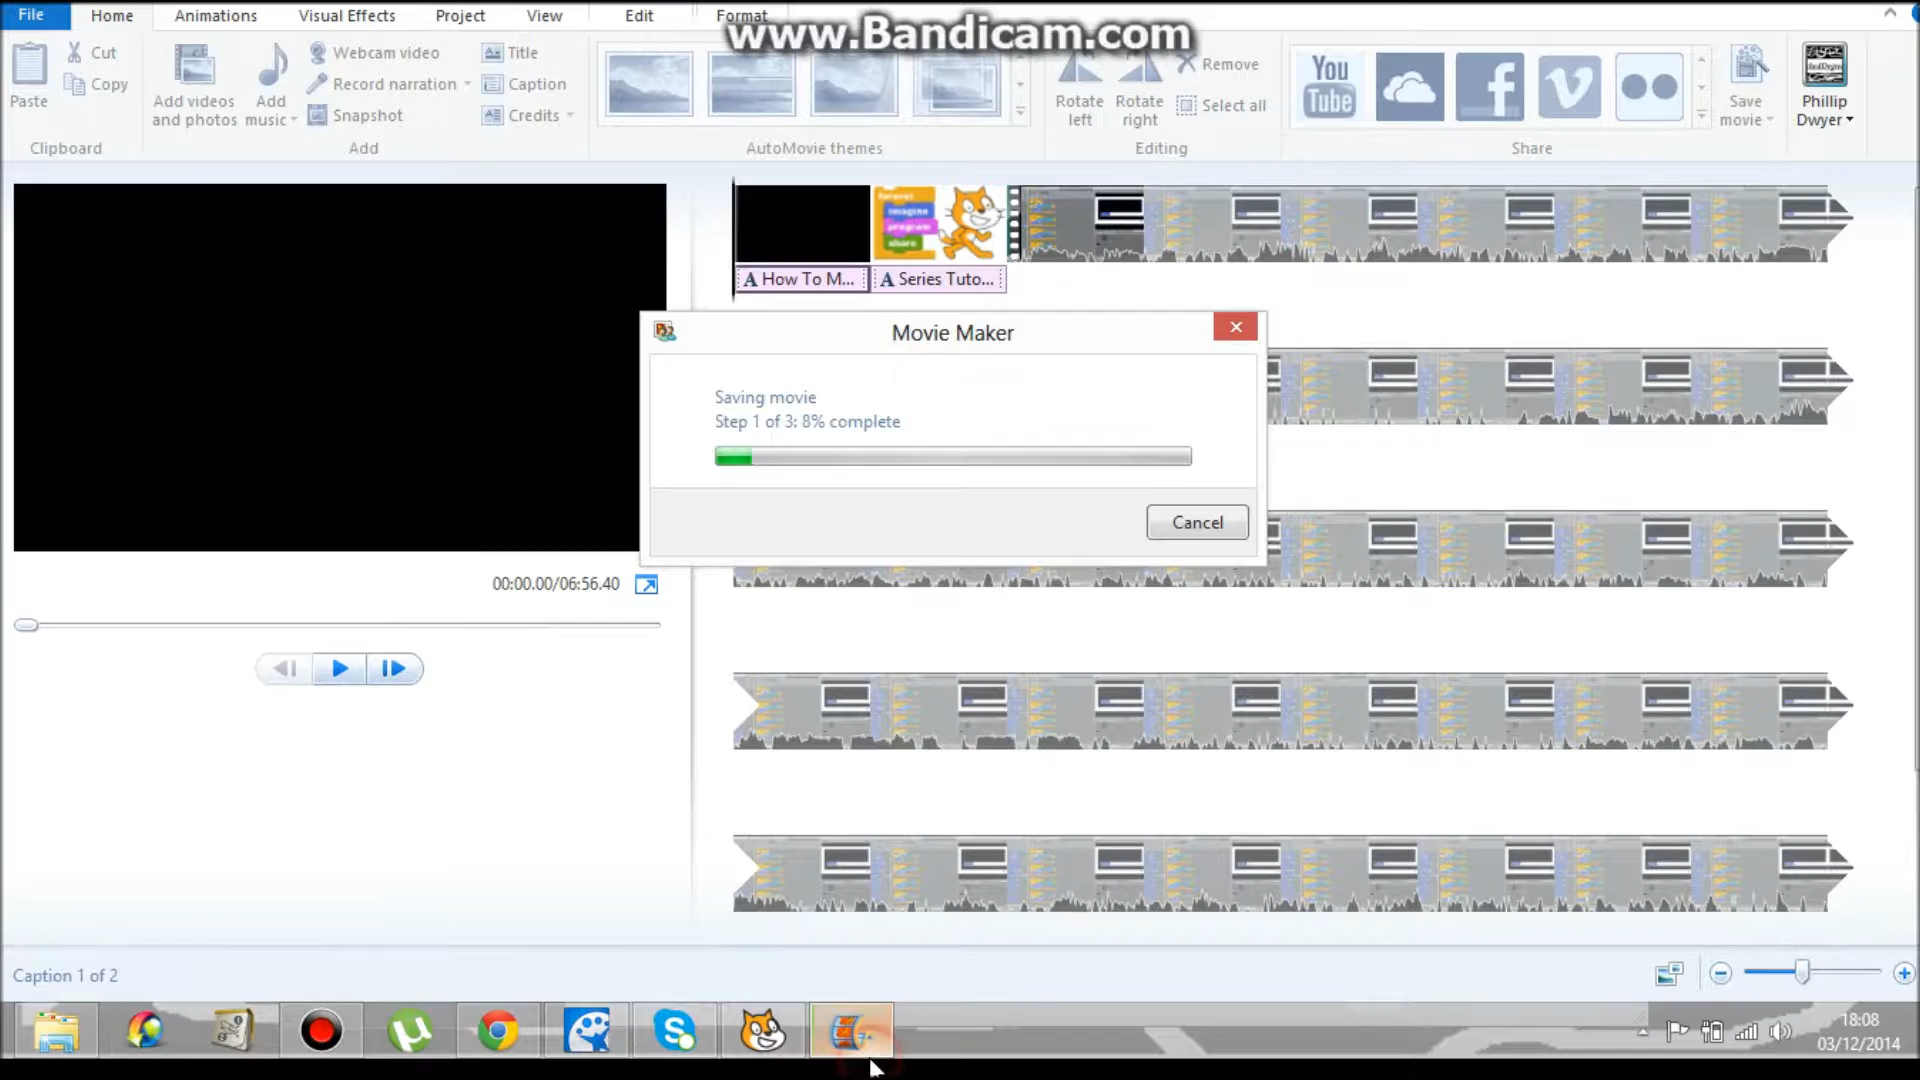 File
Home
Animations
Visual Effects
Project
View
Edit
Format
www.Bandicam.com
Paste
Cut
Copy
Clipboard
Add videos
and photos
Add
music
Webcam video
Record narration
Snapshot
Title
Caption
Credits
Add
AutoMovie themes
Rotate
left
Rotate
right
Remove
Select all
Editing
You
Tube
Share
Save
movie
Phillip
Dwyer
imagine
program
share
A How To M...
A Series Tuto...
Movie Maker
Saving movie
Step 1 of 3: 8% complete
Cancel
00:00.00/06:56.40
Caption 1 of 2
18:08
03/12/2014